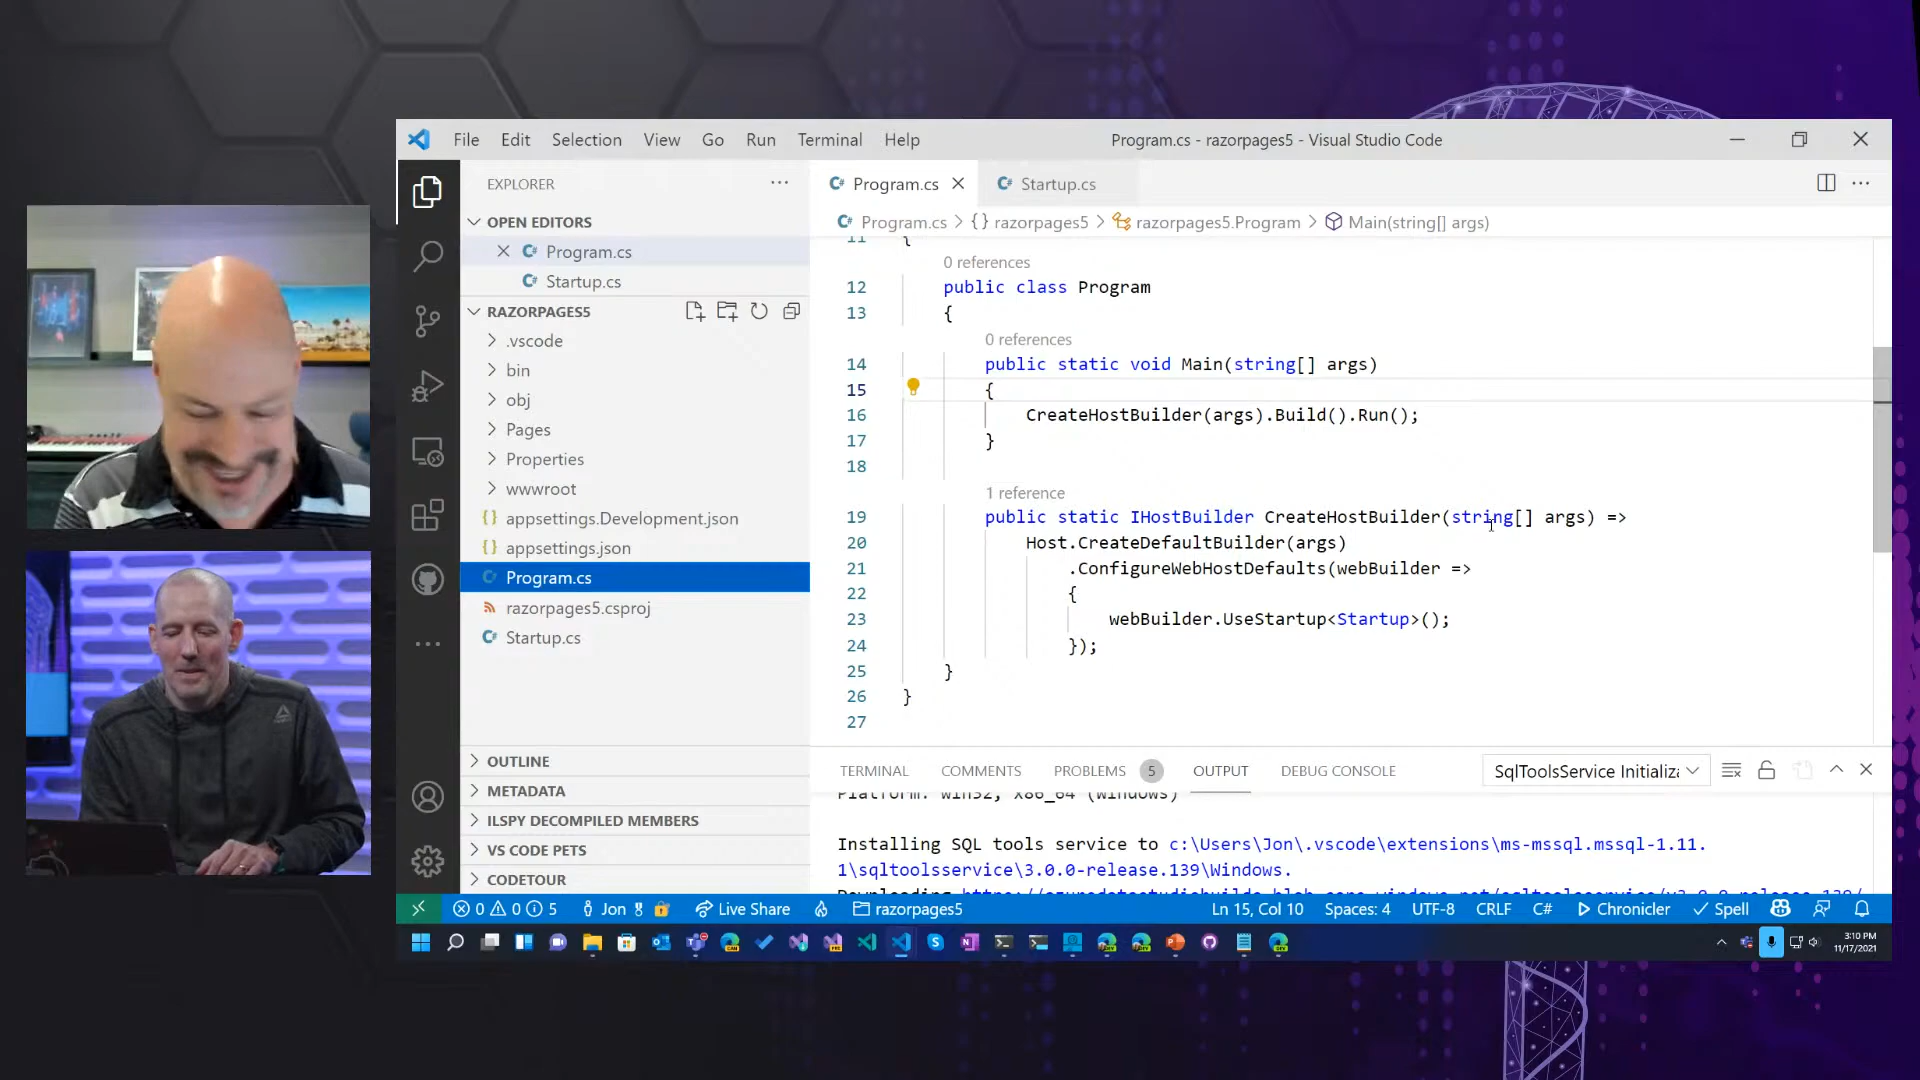 File Edit Selection View Go Run Terminal Help
Program.cs - razorpages5 - Visual Studio Code
EXPLORER
OPEN EDITORS
Program.cs
Startup.cs
RAZORPAGES5
.vscode
bin
obj
Pages
Properties
wwwroot
{} appsettings.Development.json
{} appsettings.json
Program.cs
razorpages5.csproj
Startup.cs
OUTLINE
METADATA
ILSPY DECOMPILED MEMBERS
VS CODE PETS
CODETOUR
Program.cs Startup.cs
Program.cs > {} razorpages5 > razorpages5.Program > Main(string[] args)
11 {
0 references
12 public class Program
13 {
0 references
14 public static void Main(string[] args)
15 {
16 CreateHostBuilder(args).Build().Run();
17 }
18
1 reference
19 public static IHostBuilder CreateHostBuilder(string[] args) =>
20 Host.CreateDefaultBuilder(args)
21 .ConfigureWebHostDefaults(webBuilder =>
22 {
23 webBuilder.UseStartup<Startup>();
24 });
25 }
26 }
27
TERMINAL COMMENTS PROBLEMS 5 OUTPUT DEBUG CONSOLE
SqlToolsService Initializa
Platform: win32, x86_64 (Windows)
Installing SQL tools service to c:\Users\Jon\.vscode\extensions\ms-mssql.mssql-1.11.
1\sqltoolsservice\3.0.0-release.139\Windows.
0 0 5 Jon Live Share razorpages5 Ln 15, Col 10 Spaces: 4 UTF-8 CRLF C# Chronicler Spell
3:10 PM
11/17/2021